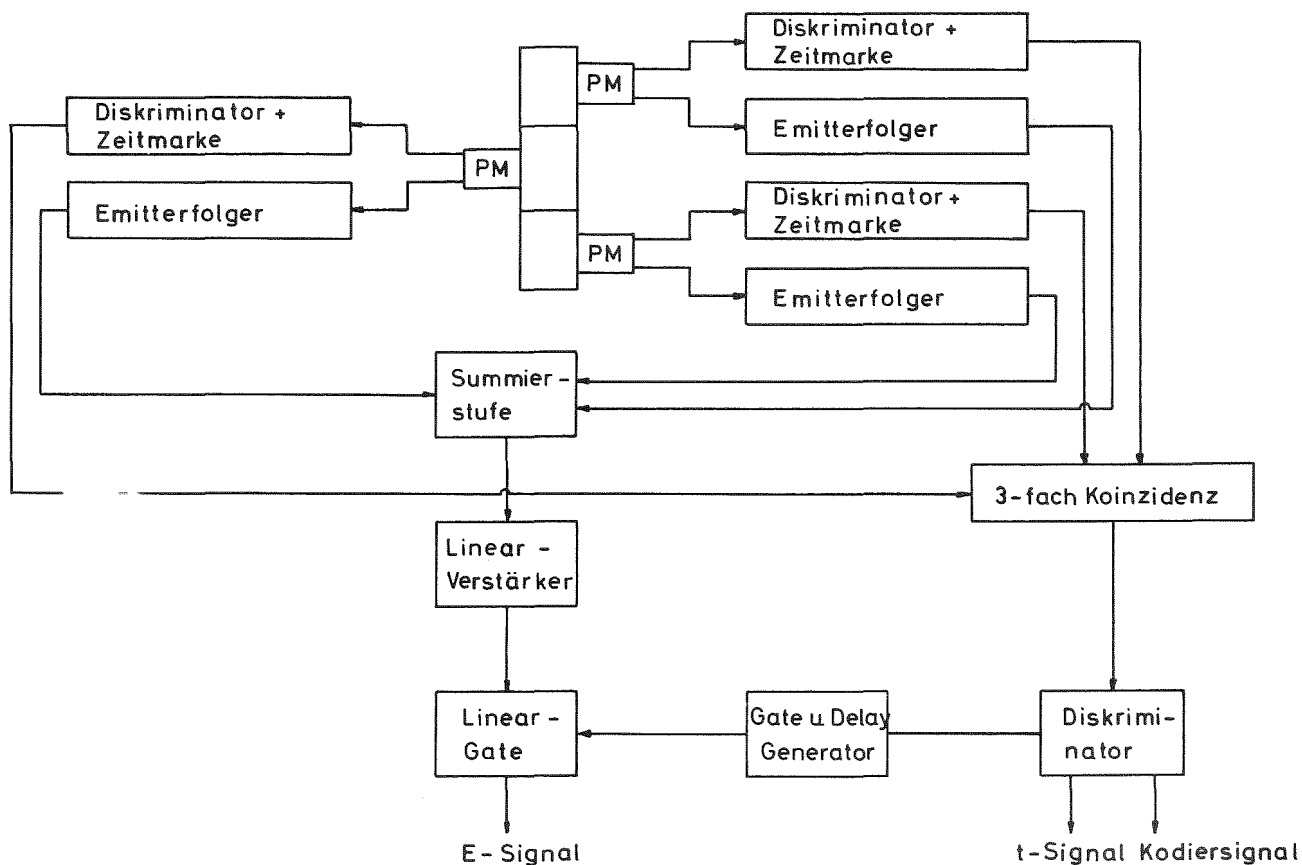 Diskriminator +
Zeitmarke
PM
Diskriminator +
Zeitmarke
Emitterfolger
PM
Emitterfolger
Diskriminator +
Zeitmarke
PM
Emitterfolger
Summier-
stufe
3-fach Koinzidenz
Linear-
Verstärker
Linear-
Gate
Gate u Delay
Generator
Diskrimi-
nator
E-Signal
t-Signal Kodiersignal